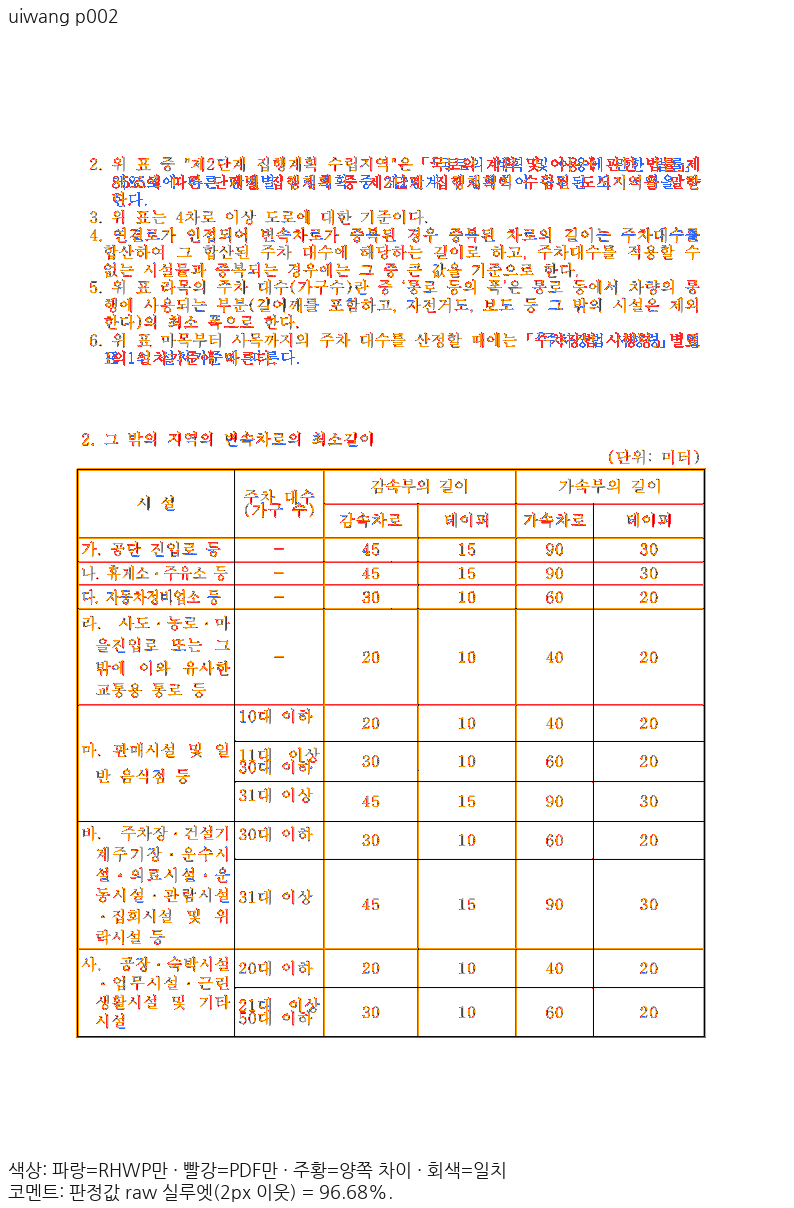 uiwang p002
2. 위 표 중 "제2단계 집행계획 수립지역"은 「
한다.
3. 위 표는 4차로 이상 도로에 대한 기준이다.
4. 연결로가 인접되어 변속차로가 중복된 경우 중복된 차로의 길이는 주차대수를
합산하여 그 합산된 주차 대수에 해당하는 길이로 하고, 주차대수를 적용할 수
없는 시설물과 중복되는 경우에는 그 중 큰 값을 기준으로 한다.
5. 위 표 라목의 주차 대수(가구수)란 중 '통로 등의 폭'은 통로 등에서 차량의 통
행에 사용되는 부분(길어깨를 포함하고, 자전거도, 보도 등 그 밖의 시설은 제외
한다)의 최소 폭으로 한다.
6. 위 표 마목부터 사목까지의 주차 대수를 산정할 때에는 「주차장법 시행령」 별표
2. 그 밖의 지역의 변속차로의 최소길이
(단위: 미터)
시 설 주차 대수 (가구 수) 감속부의 길이 가속부의 길이
감속차로 테이퍼 가속차로 테이퍼
가. 공단 진입로 등 － 45 15 90 30
나. 휴게소·주유소 등 － 45 15 90 30
다. 자동차정비업소 등 － 30 10 60 20
라. 사도·농로·마
을진입로 또는 그
밖에 이와 유사한
교통용 통로 등
－ 20 10 40 20
마. 판매시설 및 일
반 음식점 등
10대 이하 20 10 40 20
11대 이상
30대 이하
30 10 60 20
31대 이상 45 15 90 30
바. 주차장·건설기
계주기장·운수시
설·의료시설·운
동시설·관람시설
·집회시설 및 위
락시설 등
30대 이하 30 10 60 20
31대 이상 45 15 90 30
사. 공장·숙박시설
·업무시설·근린
생활시설 및 기타
시설
20대 이하 20 10 40 20
21대 이상
50대 이하
30 10 60 20
색상: 파랑=RHWP만 · 빨강=PDF만 · 주황=양쪽 차이 · 회색=일치
코멘트: 판정값 raw 실루엣(2px 이웃) = 96.68%.